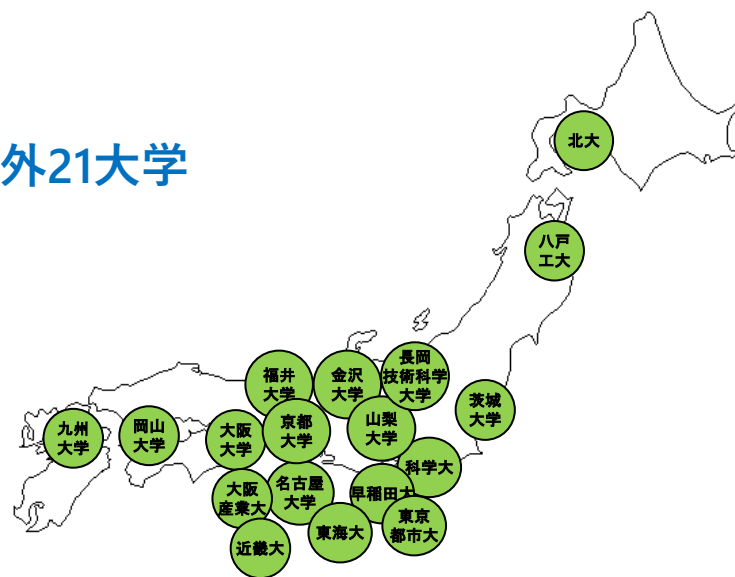 外21大学
北大
八戸
工大
長岡
技術科学
大学
福井
大学
金沢
大学
茨城
大学
山梨
大学
京都
大学
九州
大学
岡山
大学
大阪
大学
科学大
名古屋
大学
早稲田大
大阪
産業大
東京
都市大
東海大
近畿大